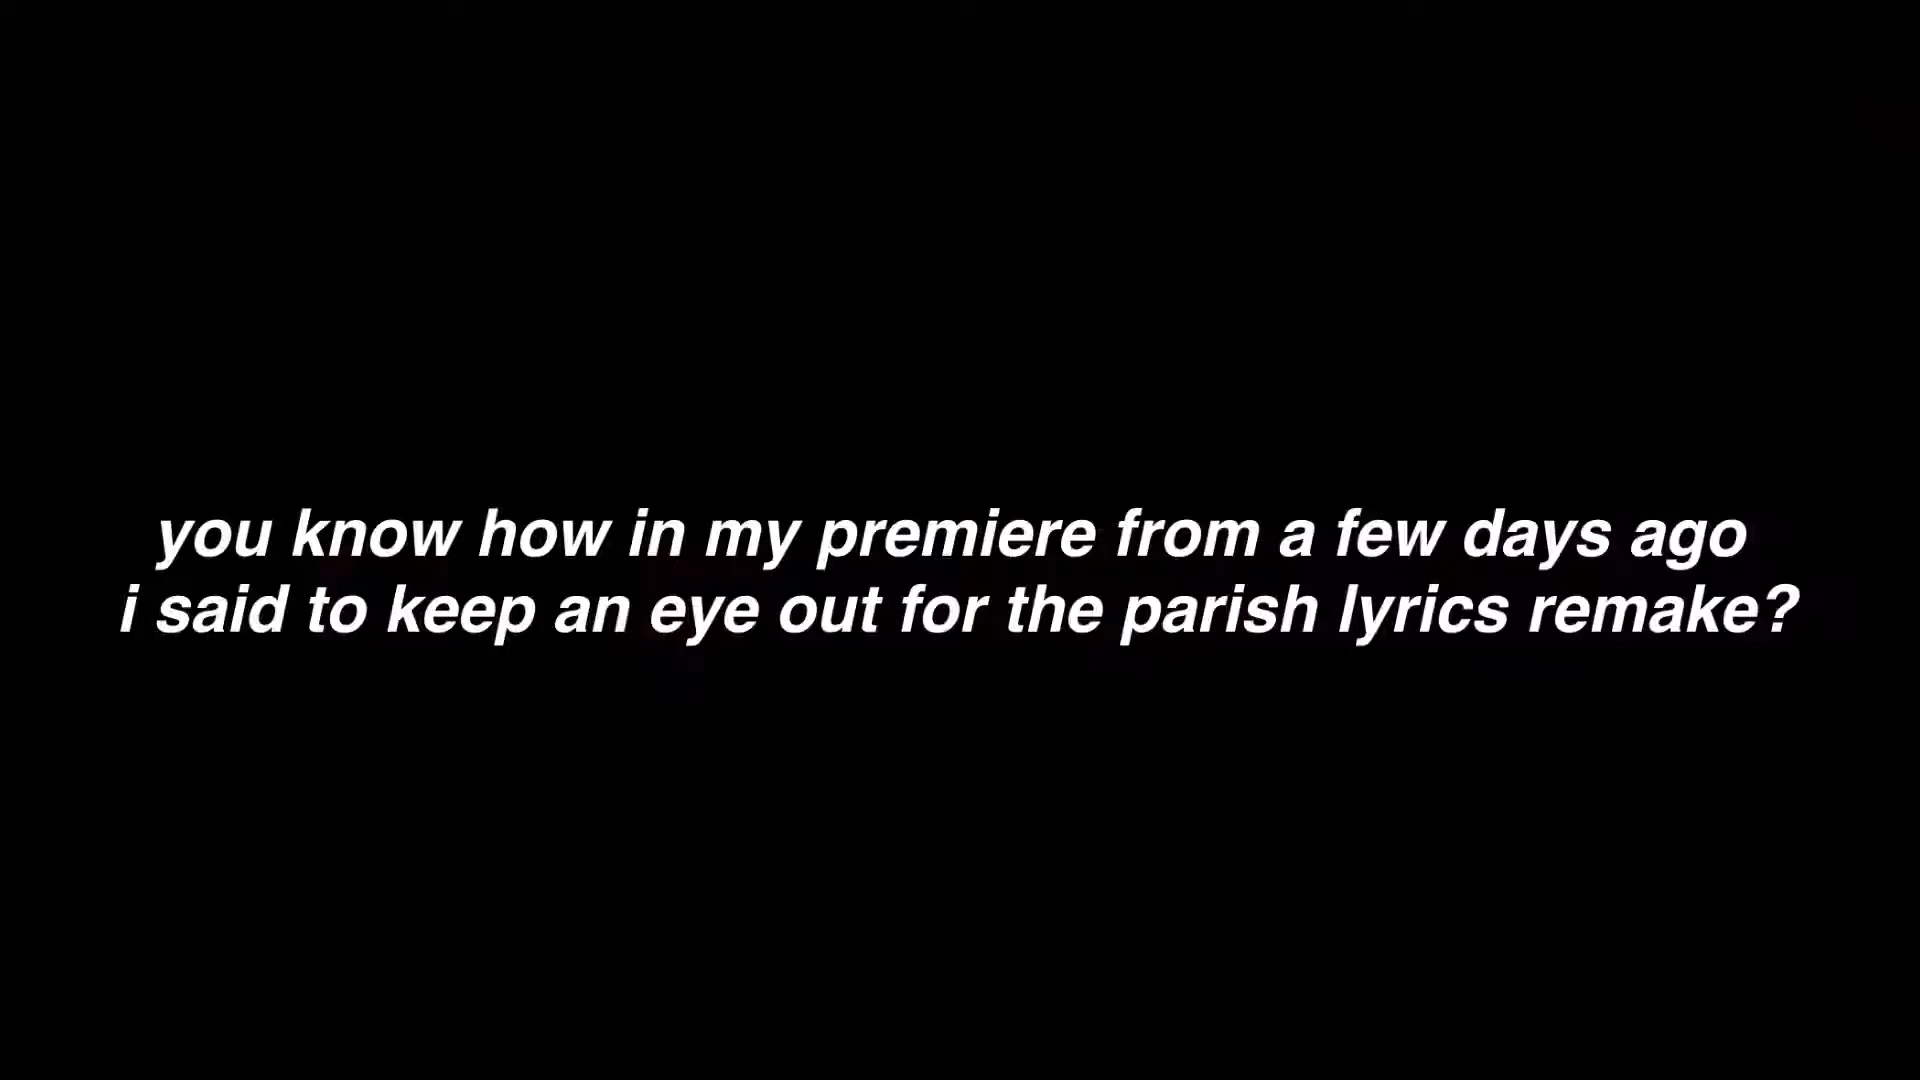 you know how in my premiere from a few days ago
i said to keep an eye out for the parish lyrics remake?